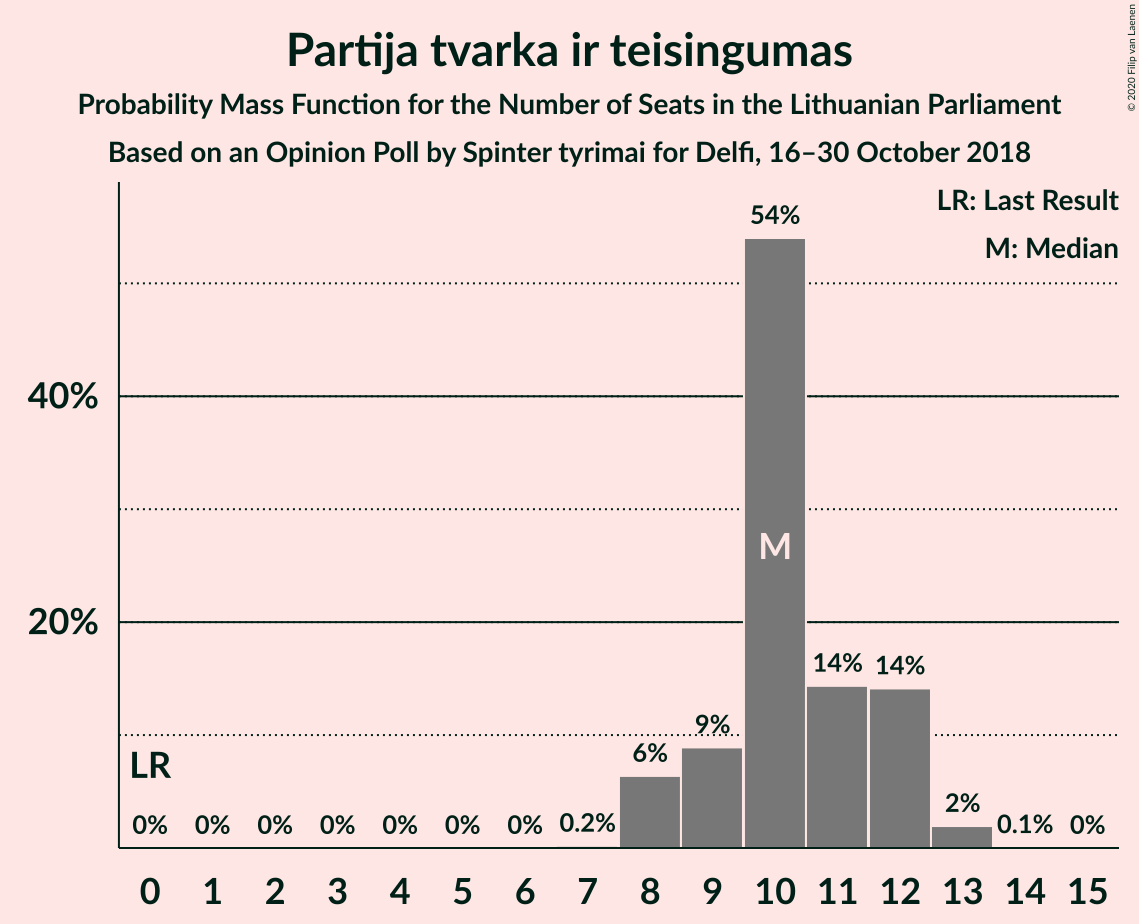 Partija tvarka ir teisingumas
Probability Mass Function for the Number of Seats in the Lithuanian Parliament
Based on an Opinion Poll by Spinter tyrimai for Delfi, 16–30 October 2018
© 2020 Filip van Laenen
LR: Last Result
M: Median
54%
40%
M
20%
14%
14%
9%
6%
LR
2%
0%
0%
0%
0%
0%
0%
0%
0.2%
0.1%
0%
0 1 2 3 4 5 6 7 8 9 10 11 12 13 14 15